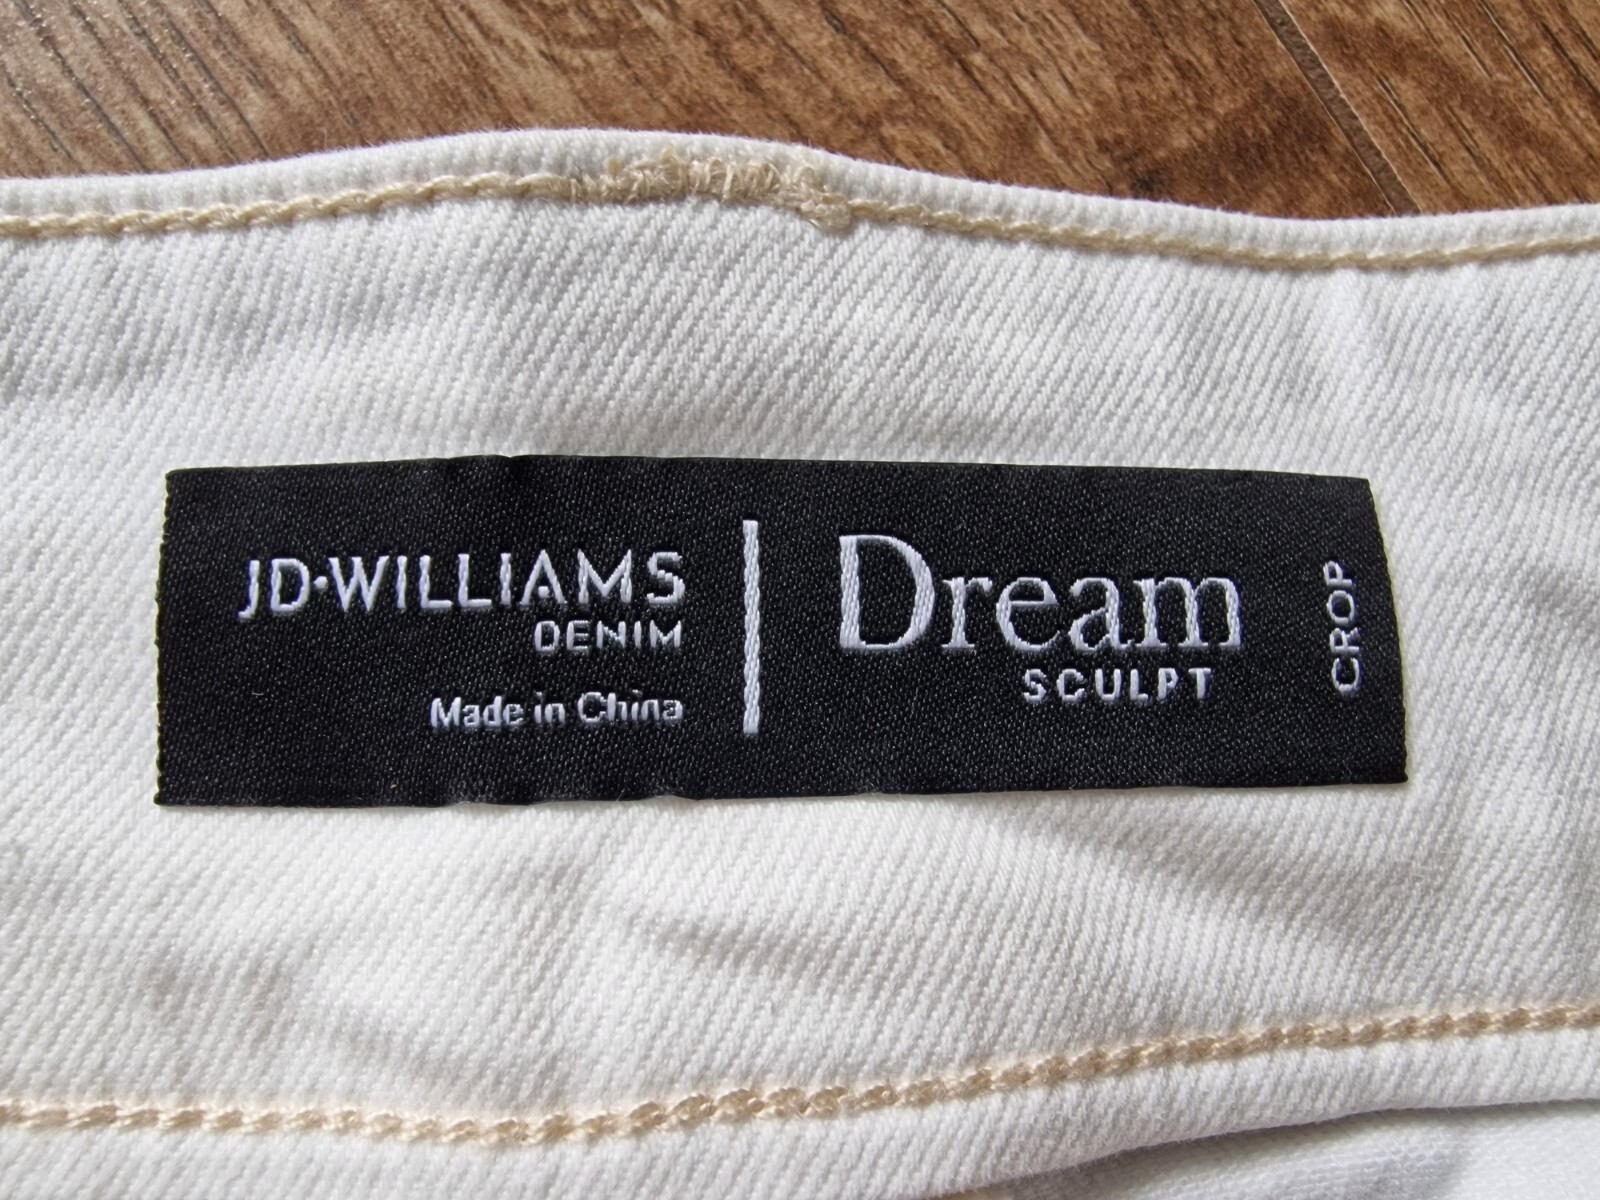 JD·WILLIAMS
DENIM
Made in China
Dream
SCULPT
CROP